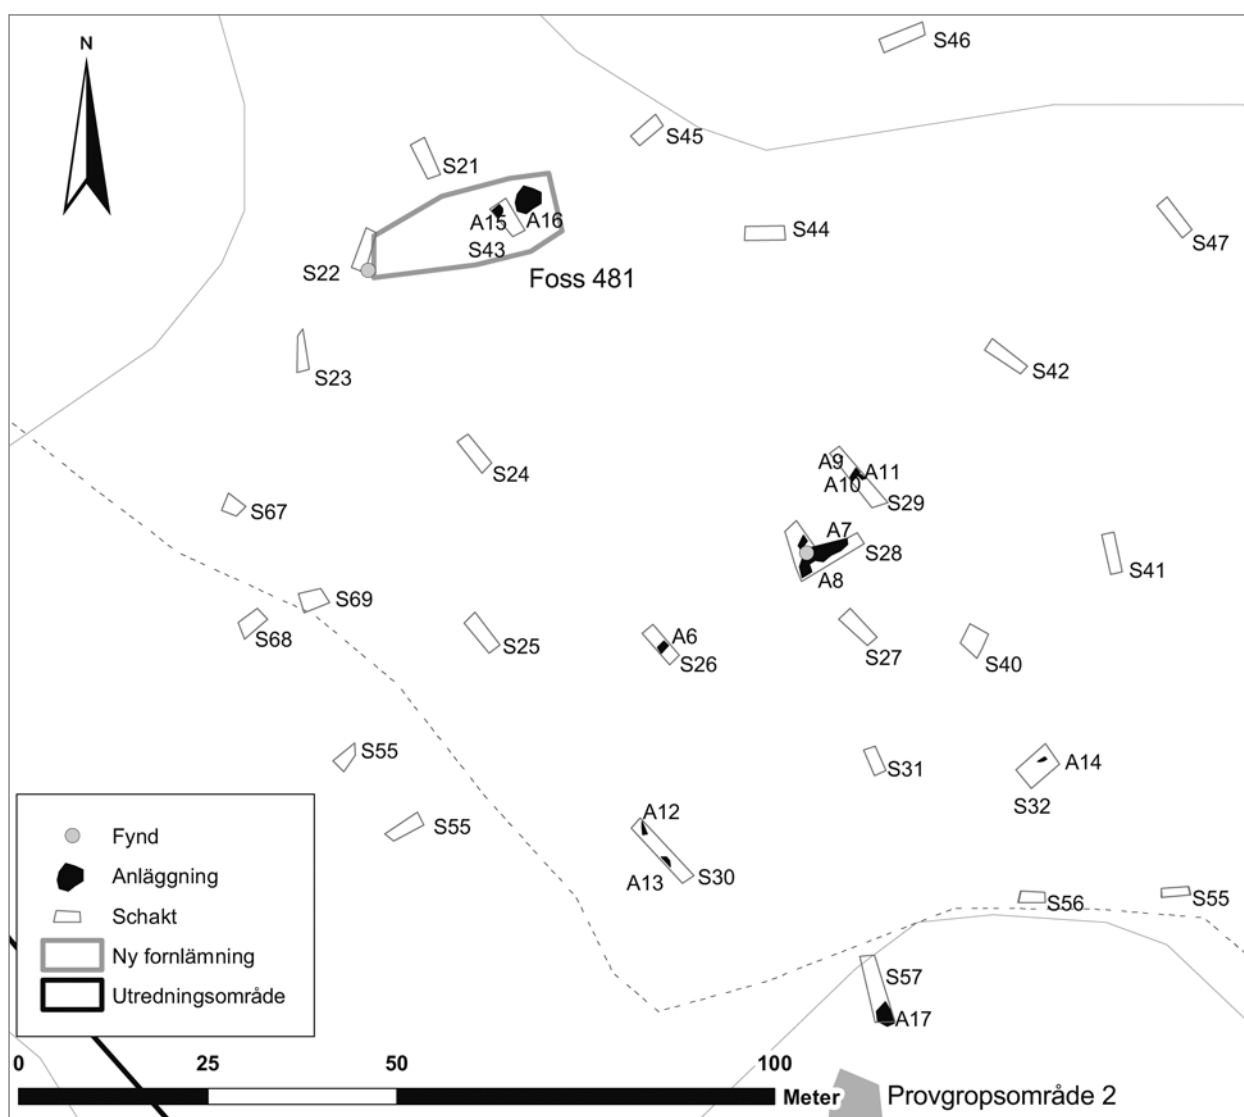 N
S46
S45
S21
A15
A16
S43
S44
S47
S22
Foss 481
S23
S42
S24
A9
A11
A10
S29
S67
A7
S28
A8
S41
S69
S68
S25
A6
S26
S27
S40
S55
S31
A14
S32
S55
A12
A13
S30
S56
S55
S57
A17
Fynd
Anläggning
Schakt
Ny fornlämning
Utredningsområde
0 25 50 100
Meter
Provgropsområde 2